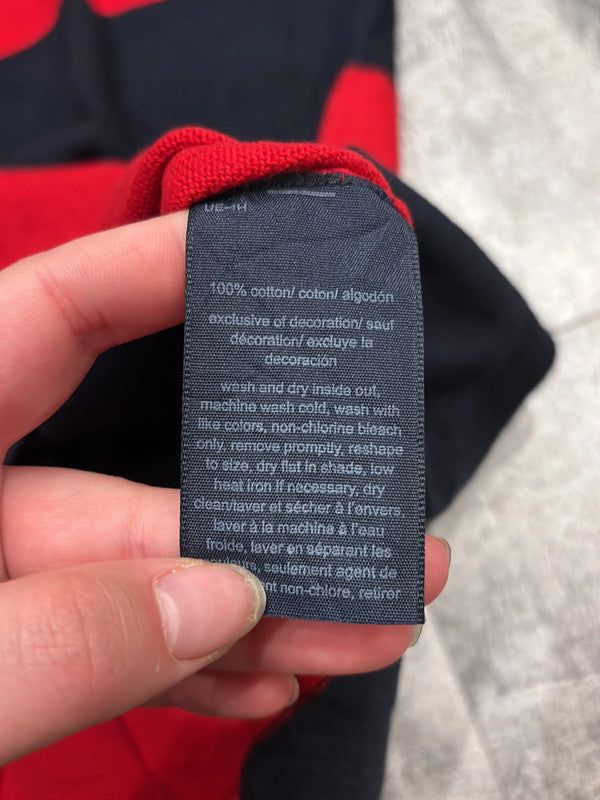 100% cotton/ coton/ algodón
exclusive of decoration/ sauf
décoration/ excluye la
decoración
wash and dry inside out,
machine wash cold, wash with
like colors, non-chlorine bleach
only, remove promptly, reshape
to size, dry flat in shade, low
heat iron if necessary, dry
clean/laver et sécher à l'envers,
laver à la machine à l'eau
froide, laver en séparant les
seulement agent de
non-chlore, retirer